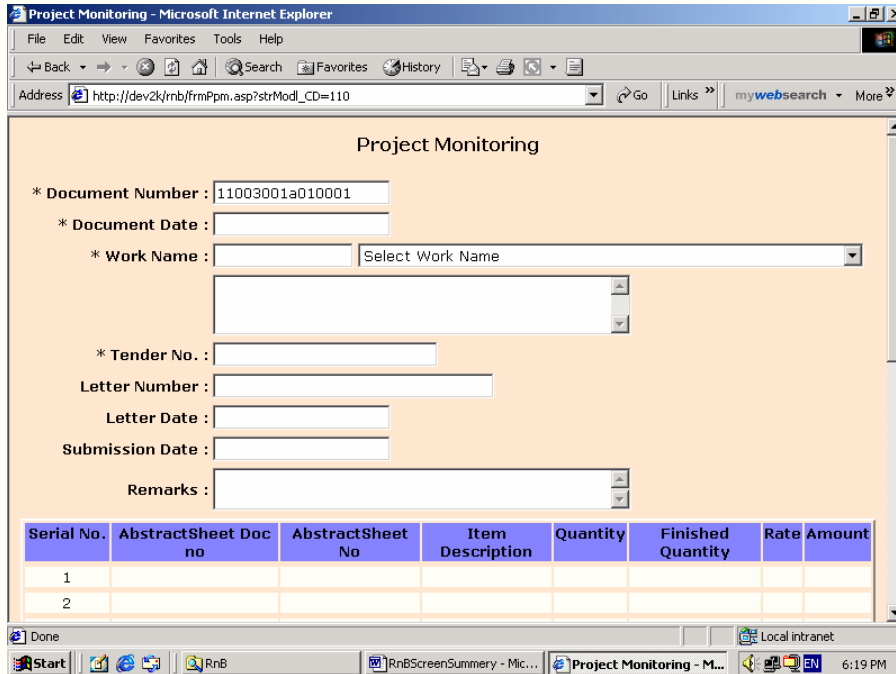 Project Monitoring - Microsoft Internet Explorer
File Edit View Favorites Tools Help
Back Search Favorites History
Address http://dev2k/rnb/frmPpm.asp?strModl_CD=110 Go Links » mywebsearch More »
Project Monitoring
* Document Number : 11003001a010001
* Document Date :
* Work Name : Select Work Name
* Tender No. :
Letter Number :
Letter Date :
Submission Date :
Remarks :
Serial No. AbstractSheet Doc no AbstractSheet No Item Description Quantity Finished Quantity Rate Amount
1
2
Done Local intranet
Start RnB RnBScreenSummery - Mic... Project Monitoring - M... EN 6:19 PM